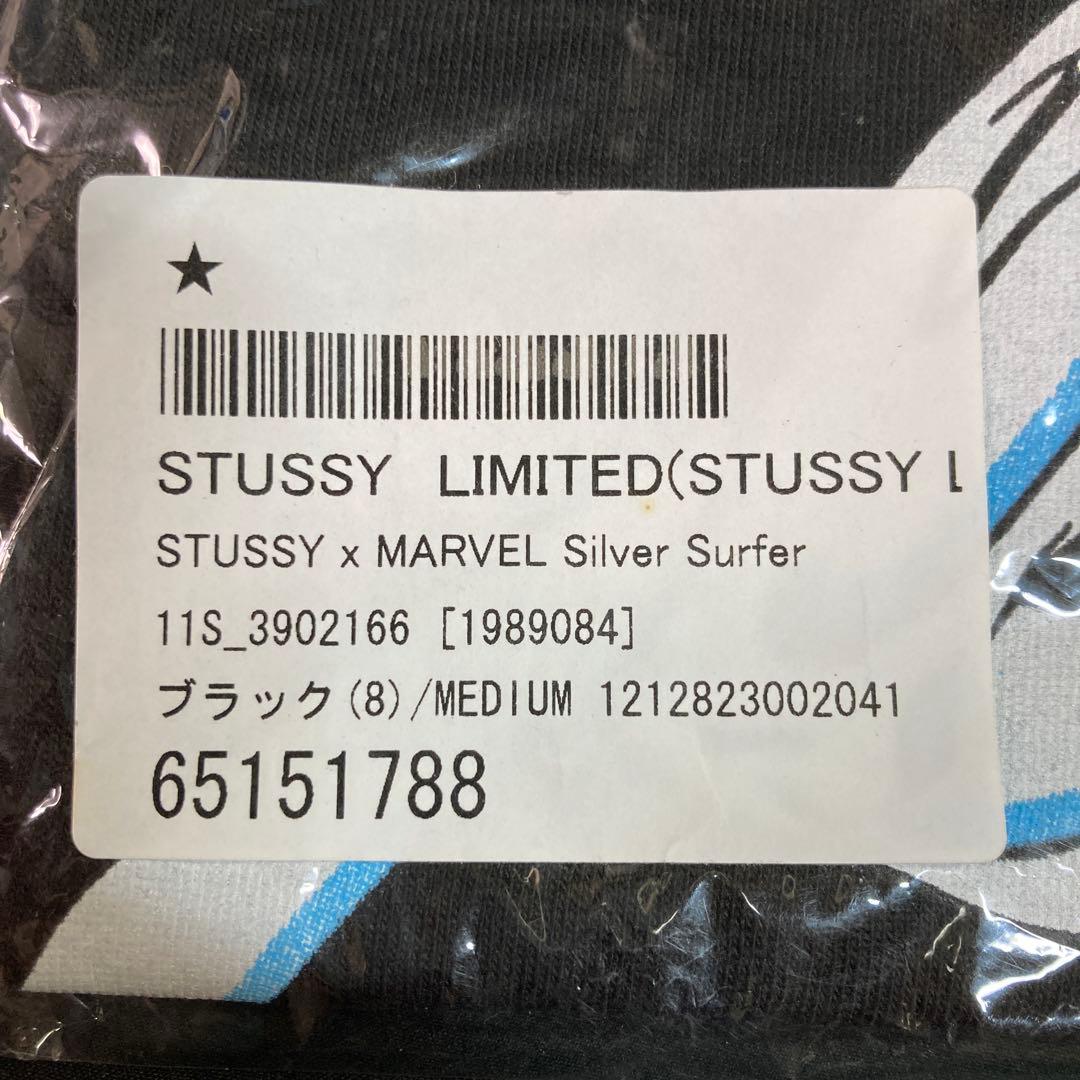 ★
STUSSY LIMITED(STUSSY L
STUSSY x MARVEL Silver Surfer
11S_3902166 [1989084]
ブラック(8)/MEDIUM 1212823002041
65151788